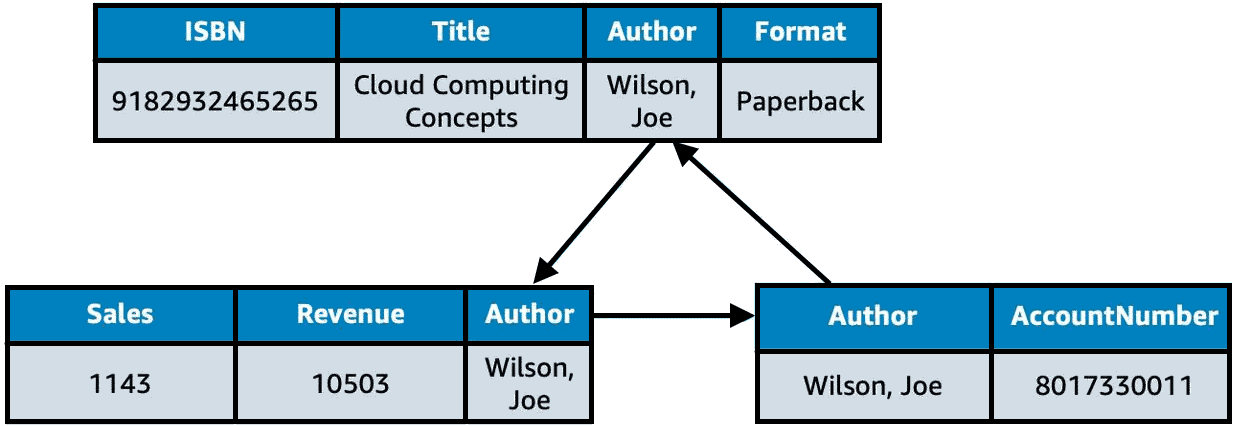 ISBN Title Author Format
9182932465265 Cloud Computing Concepts Wilson, Joe Paperback
Sales Revenue Author
1143 10503 Wilson, Joe
Author AccountNumber
Wilson, Joe 8017330011